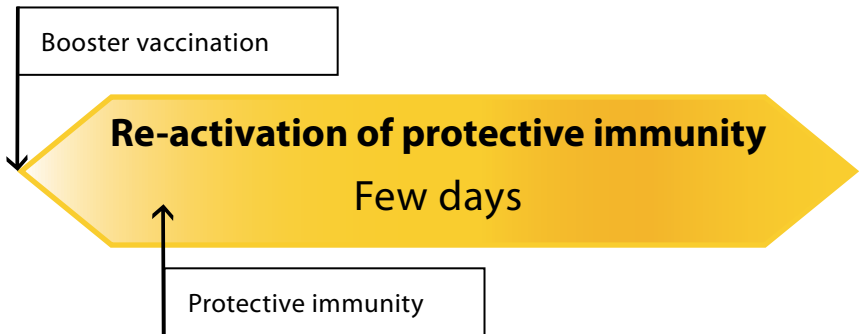 Booster vaccination
Re-activation of protective immunity
Few days
Protective immunity